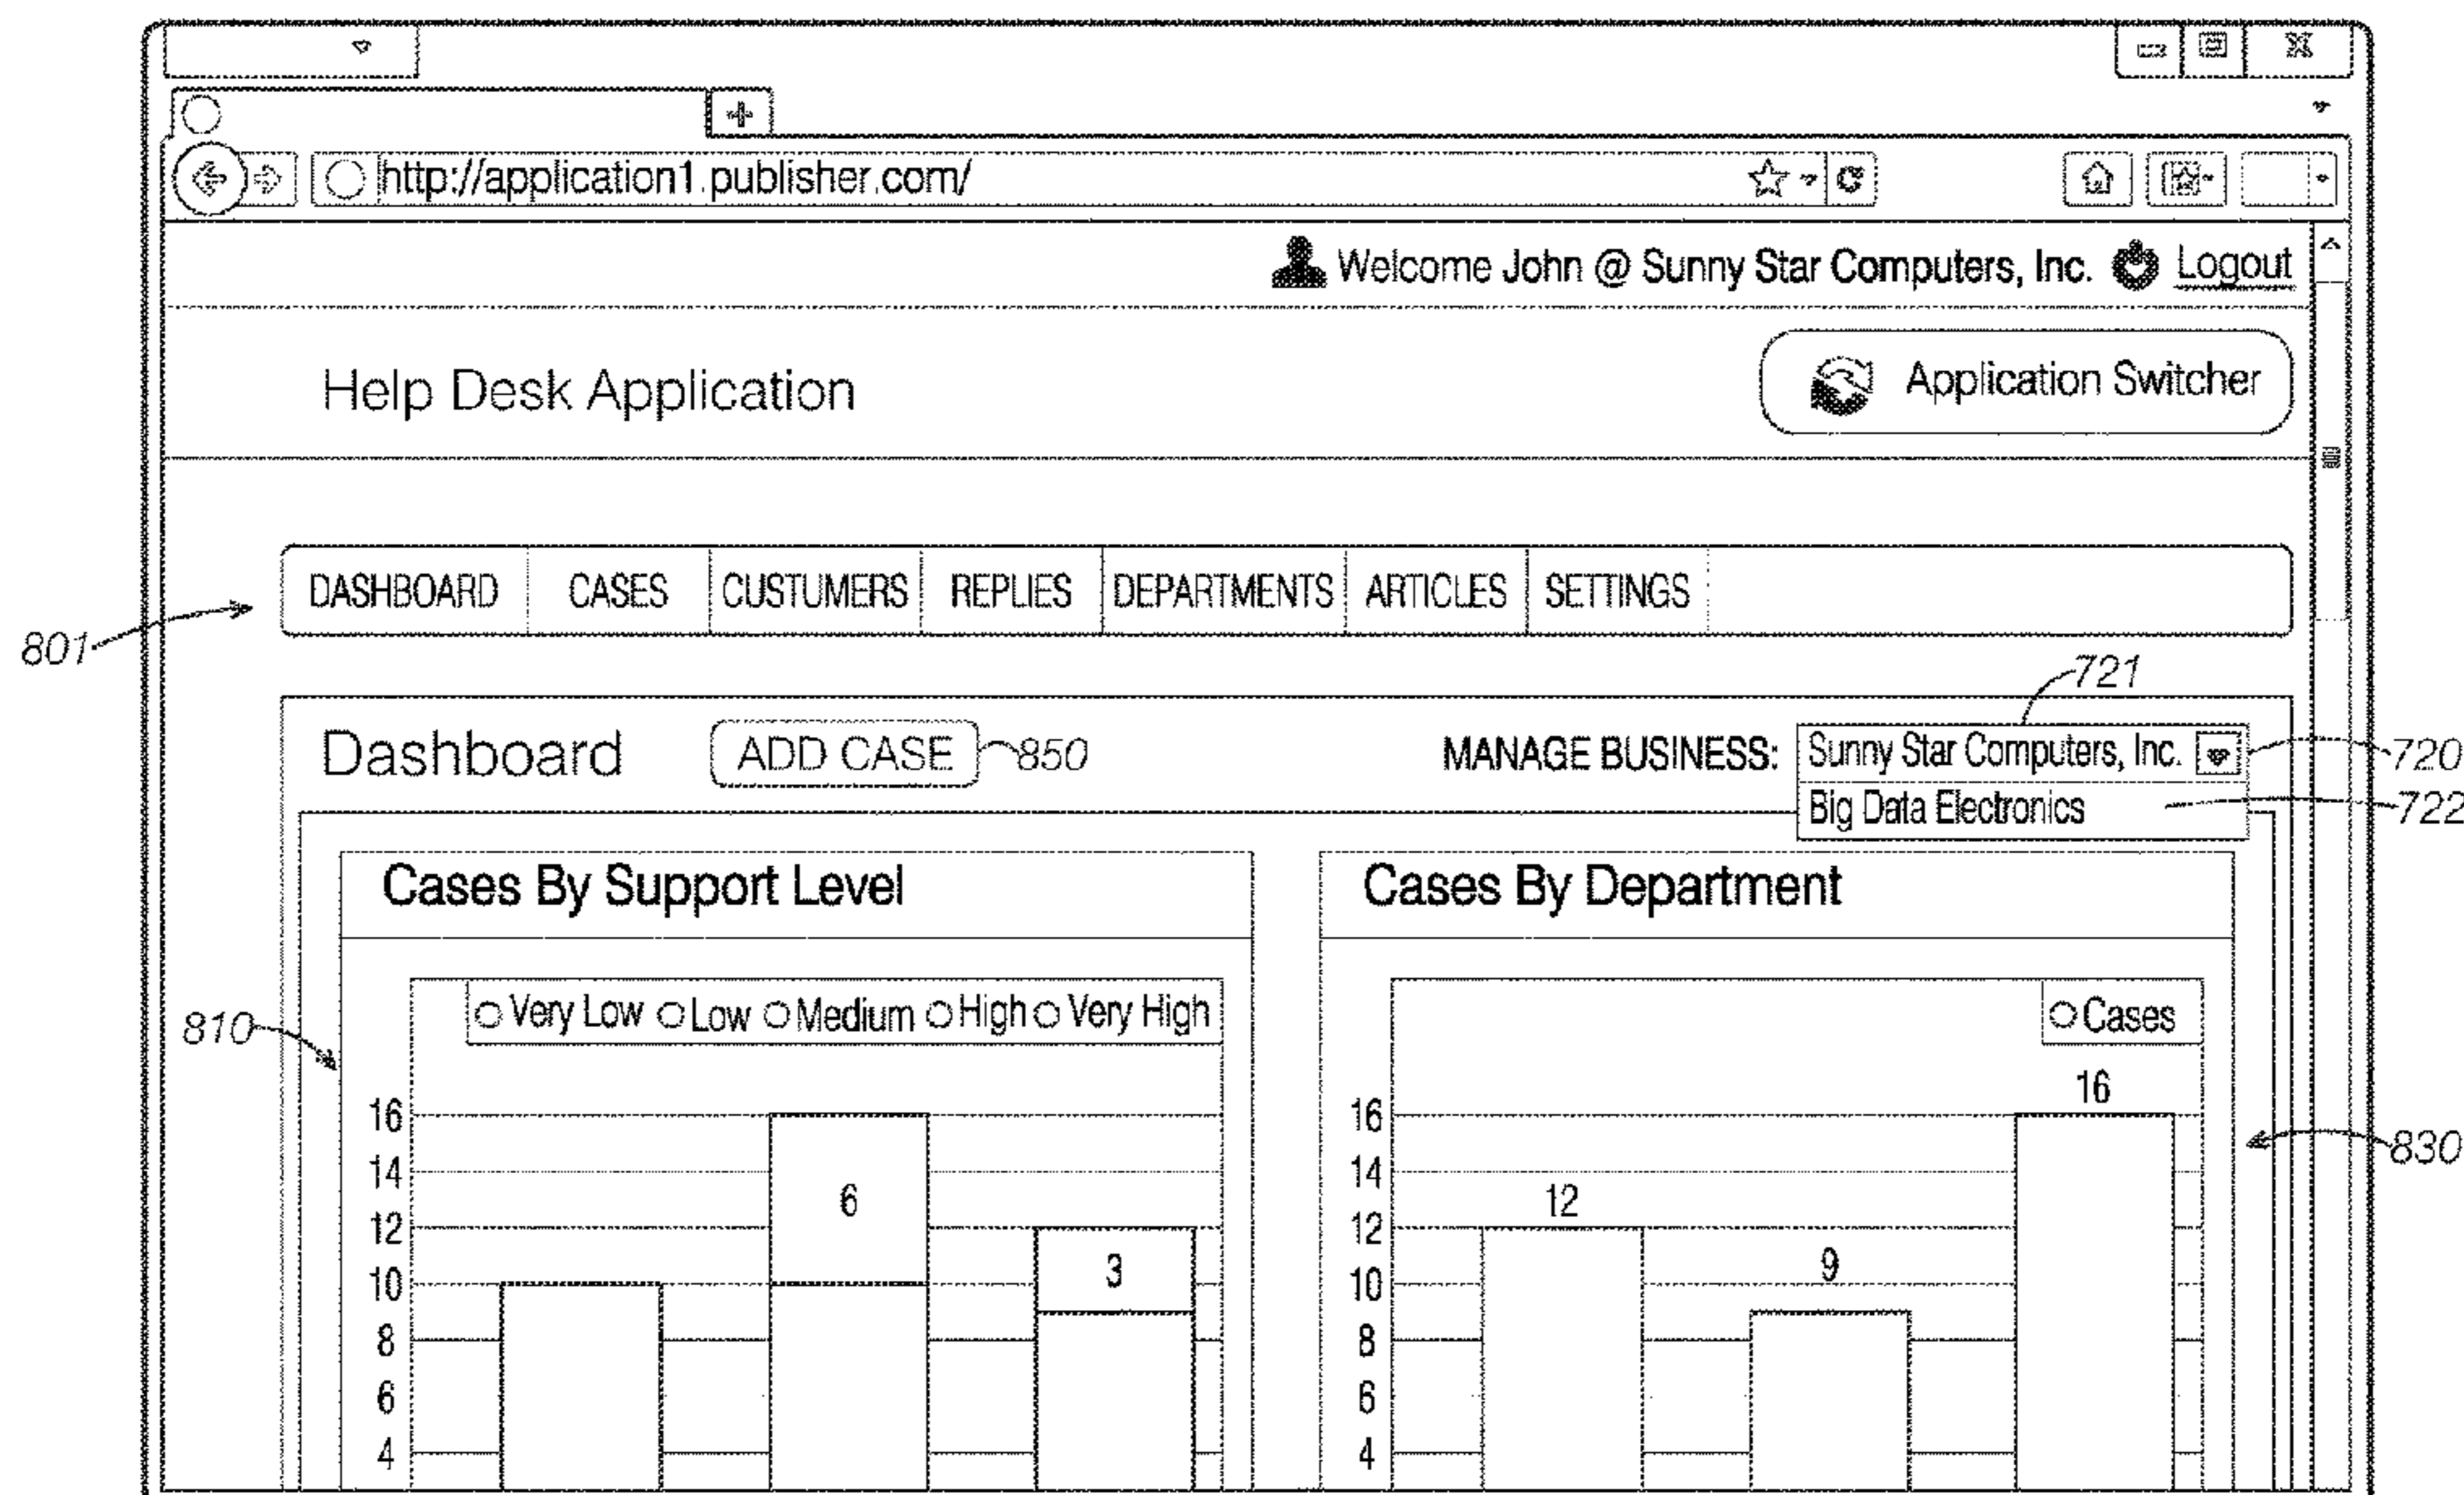 http://application1.publisher.com/
Welcome John @ Sunny Star Computers, Inc. Logout
Help Desk Application
Application Switcher
DASHBOARD CASES CUSTUMERS REPLIES DEPARTMENTS ARTICLES SETTINGS
801
721
Dashboard ADD CASE 850 MANAGE BUSINESS: Sunny Star Computers, Inc. 720
Big Data Electronics 722
Cases By Support Level
Very Low Low Medium High Very High
810
16
14
12
10
8
6
4
6
3
Cases By Department
Cases
16
14
12
10
8
6
4
12
9
16
830